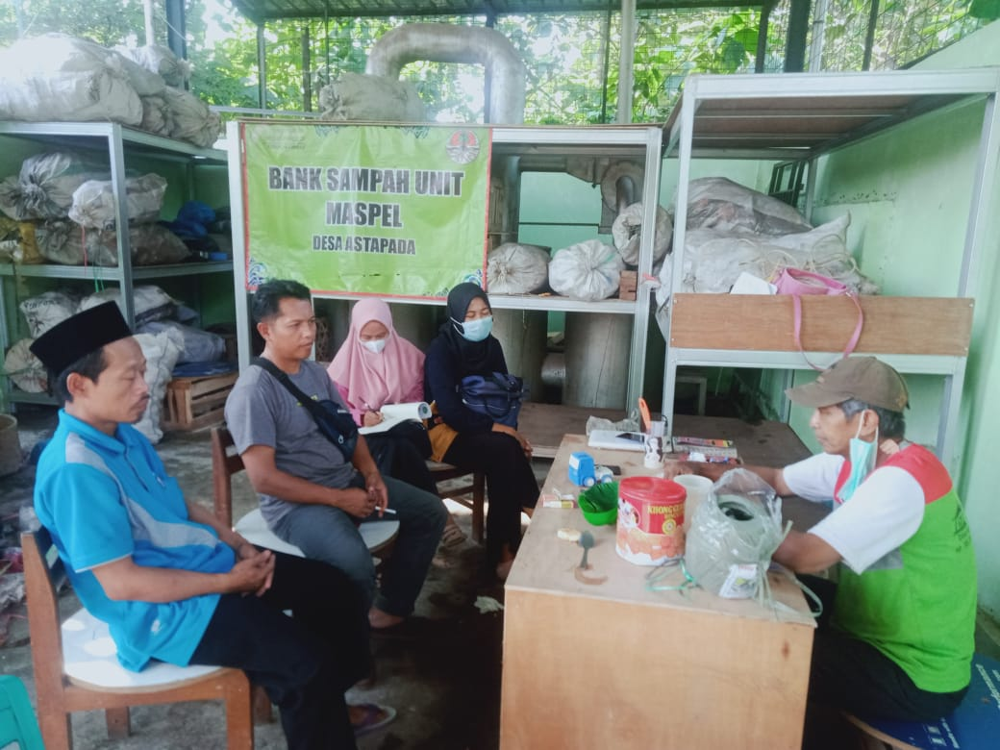 BANK SAMPAH UNIT
MASPEL
DESA ASTAPADA
KHONG GUAN